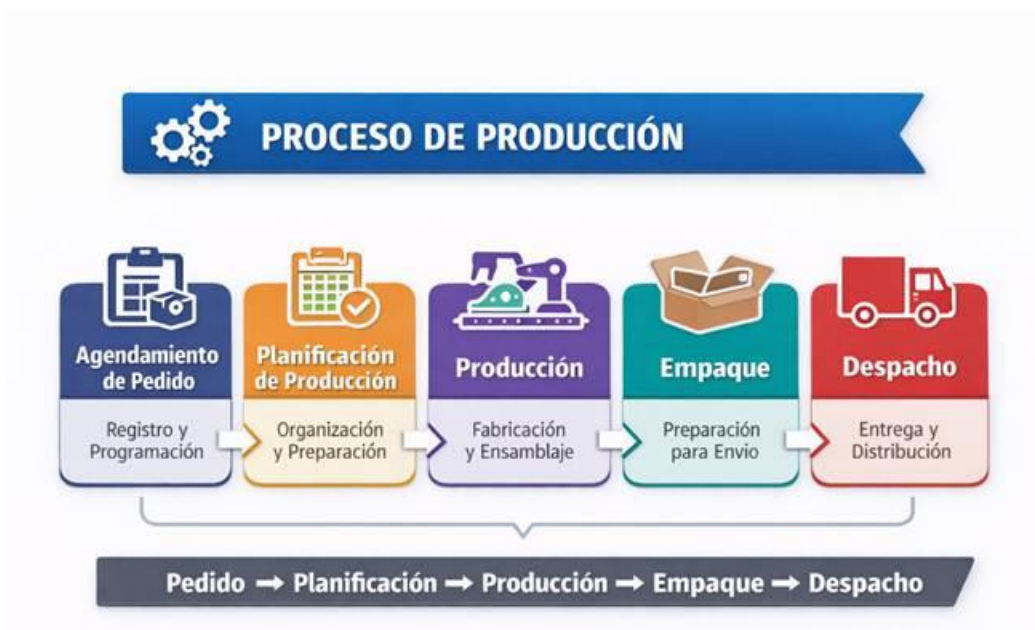 PROCESO DE PRODUCCIÓN
Agendamiento
de Pedido
Registro y
Programación
Planificación
de Producción
Organización
y Preparación
Producción
Fabricación
y Ensamblaje
Empaque
Preparación
para Envio
Despacho
Entrega y
Distribución
Pedido → Planificación → Producción → Empaque → Despacho